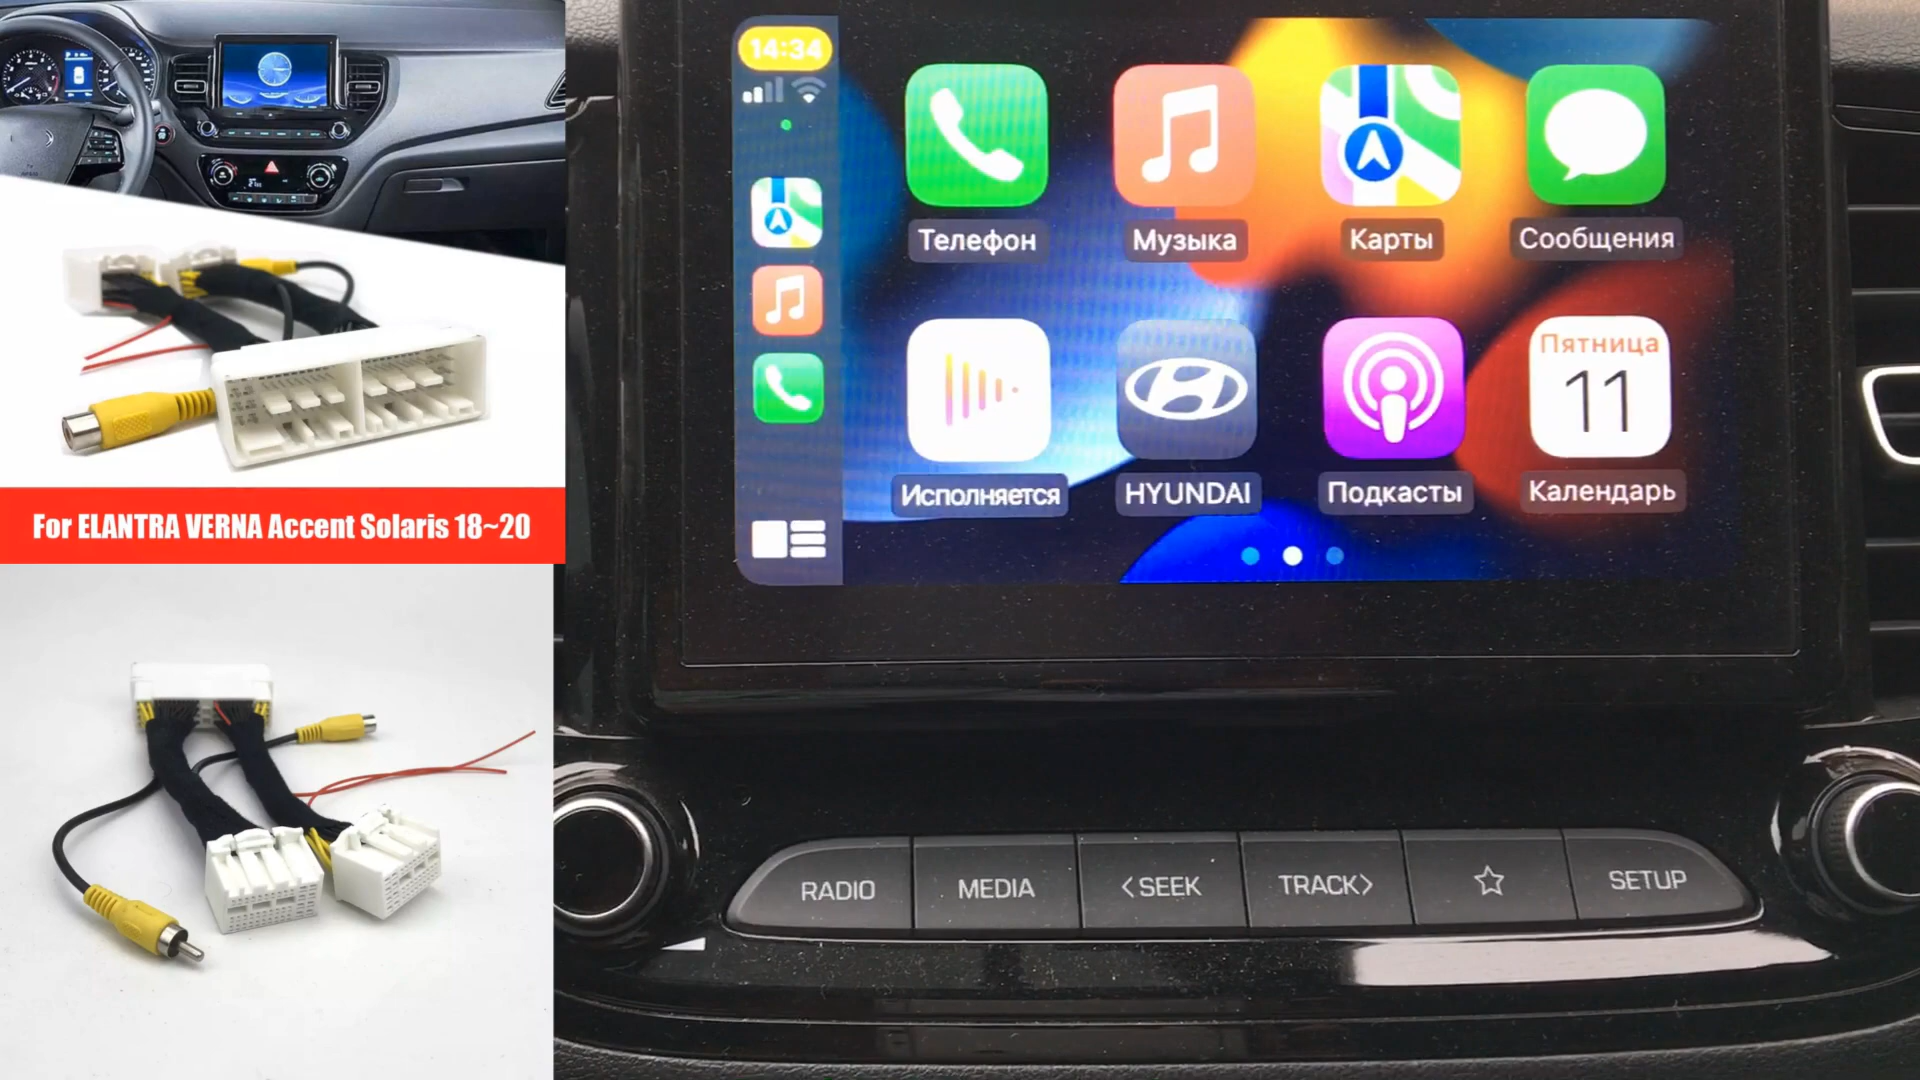 For ELANTRA VERNA Accent Solaris 18~20
14:34
Телефон
Музыка
Карты
Сообщения
Пятница
11
Исполняется
HYUNDAI
Подкасты
Календарь
RADIO
MEDIA
<SEEK
TRACK>
SETUP